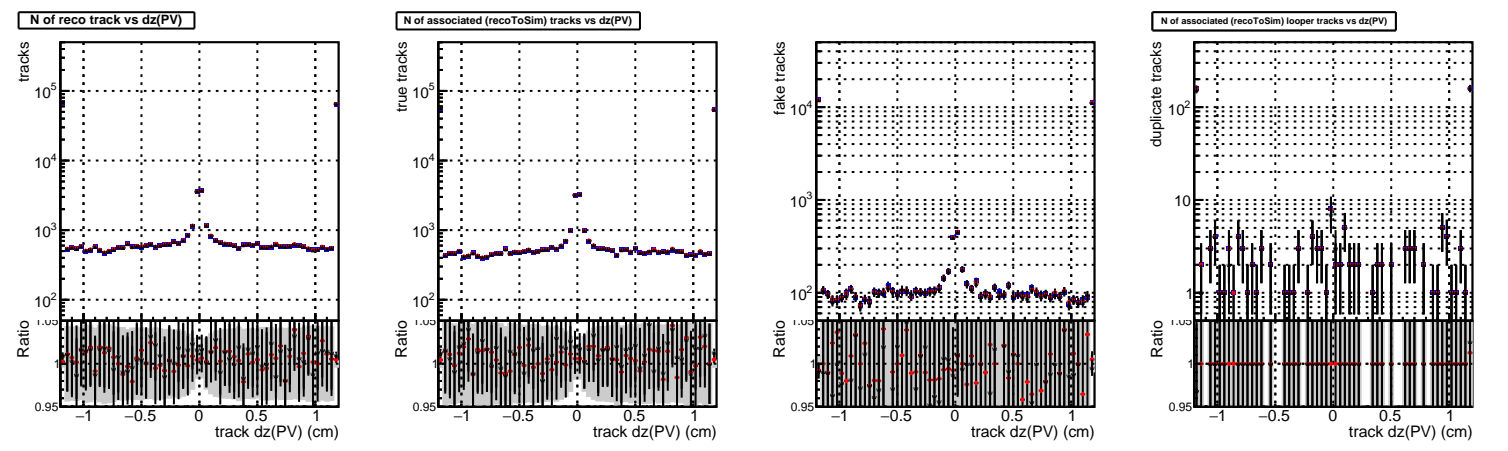 N of reco track vs dz(PV)
tracks
10^5
10^4
10^3
10^2
1.05
Ratio
1
0.95
−1 −0.5 0 0.5 1
track dz(PV) (cm)
N of associated (recoToSim) tracks vs dz(PV)
true tracks
10^5
10^4
10^3
10^2
1.05
Ratio
1
0.95
−1 −0.5 0 0.5 1
track dz(PV) (cm)
fake tracks
10^4
10^3
10^2
1.05
Ratio
1
0.95
−1 −0.5 0 0.5 1
track dz(PV) (cm)
N of associated (recoToSim) looper tracks vs dz(PV)
duplicate tracks
10^2
10
1
1.05
Ratio
1
0.95
−1 −0.5 0 0.5 1
track dz(PV) (cm)